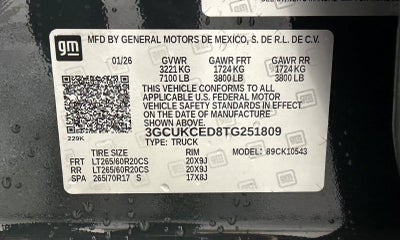 gm
MFD BY GENERAL MOTORS DE MEXICO, S. DE R.L. DE C.V.
01/26 GVWR GAWR FRT GAWR RR
3221 KG 1724 KG 1724 KG
7100 LB 3800 LB 3800 LB
THIS VEHICLE CONFORMS TO ALL
APPLICABLE U.S. FEDERAL MOTOR
VEHICLE SAFETY STANDARDS IN EFFECT
ON THE DATE OF MANUFACTURE
SHOWN ABOVE.
229K
3GCUKCED8TG251809
TYPE: TRUCK
TIRE SIZE RIM MODEL: 89CK10543
FRT LT265/60R20CS 20X9J
RR LT265/60R20CS 20X9J
SPA 265/70R17 S 17X8J